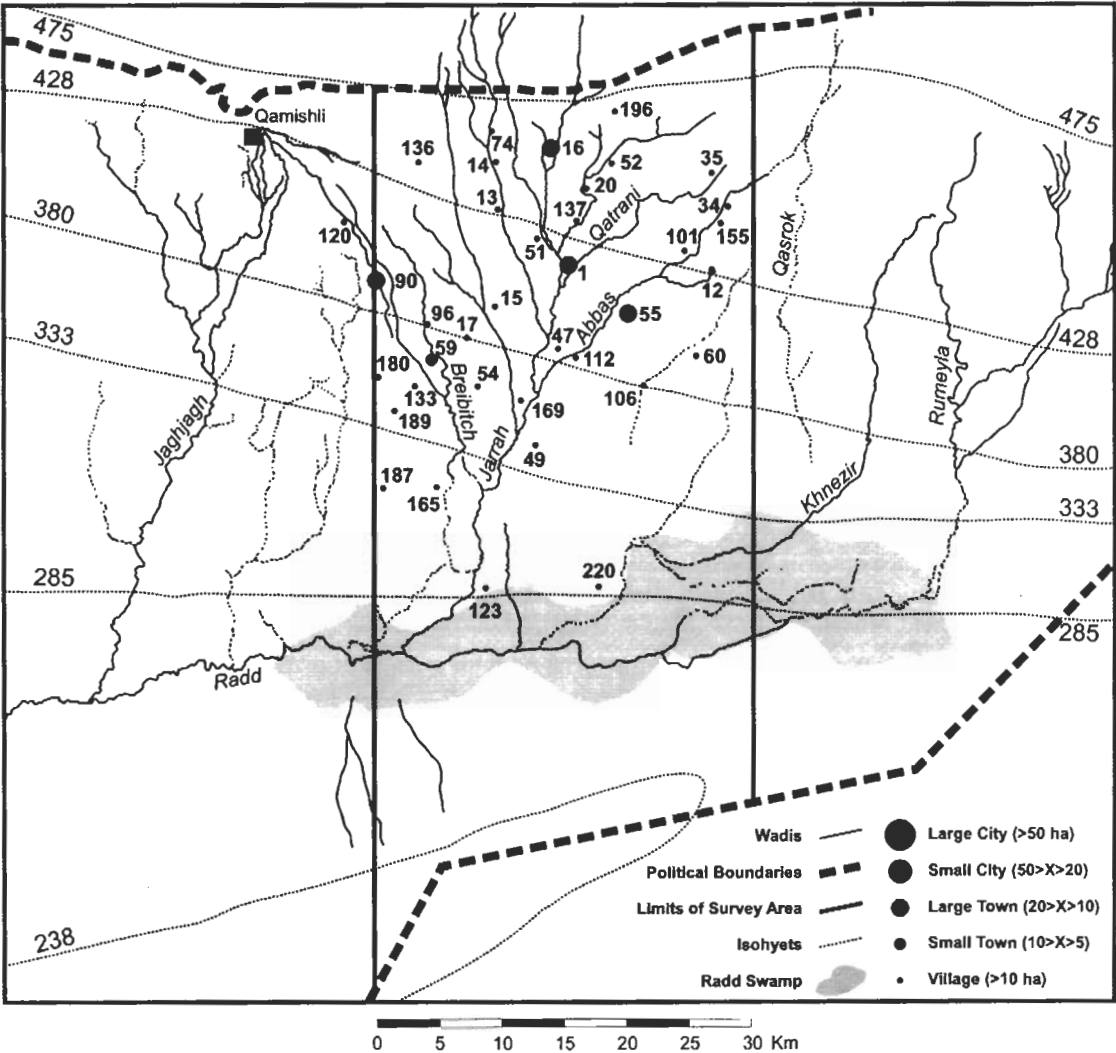 475
428
Qamishli
196
475
136
74
16
14
52
35
20
380
13
137
Qatrani
34
120
51
155
Qasrok
101
90
1
12
15
Abbas
55
96
17
428
333
47
59
112
60
180
54
Rumeyla
Breibitch
133
106
169
189
Jaghjagh
Jarrah
49
380
187
Khnezir
165
333
285
220
123
285
Radd
238
Wadis
Large City (>50 ha)
Political Boundaries
Small City (50>X>20)
Limits of Survey Area
Large Town (20>X>10)
Isohyets
Small Town (10>X>5)
Radd Swamp
Village (>10 ha)
0 5 10 15 20 25 30 Km